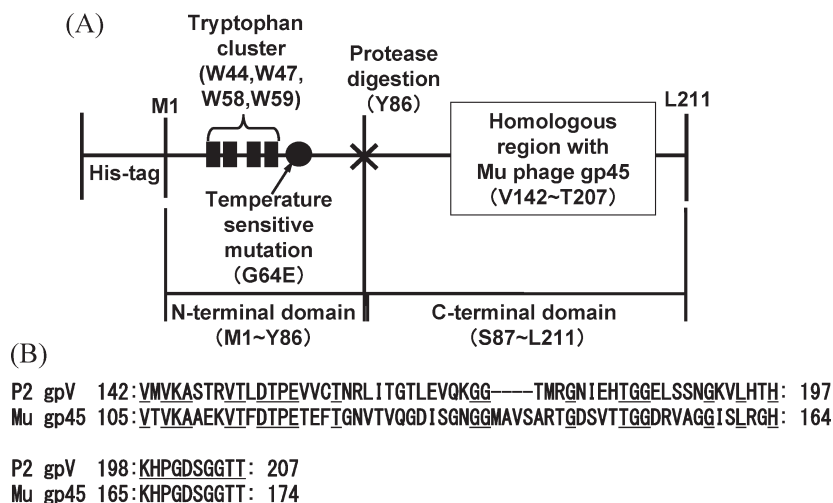 (A)
Tryptophan
cluster
(W44,W47,
W58,W59)
Protease
digestion
(Y86)
M1
L211
His-tag
Homologous
region with
Mu phage gp45
(V142~T207)
Temperature
sensitive
mutation
(G64E)
N-terminal domain
(M1~Y86)
C-terminal domain
(S87~L211)
(B)
P2 gpV 142:VMVKASTRVTLDTPEVVCTNRLITGTLEVQKGG----TMRGNIEHTGGELSSNGKVLHTH: 197
Mu gp45 105:VTVKAAEKVTFDTPETEFTGNVTVQGDISGNGGMAVSARTGDSVTTGGDRVAGGISLRGH: 164
P2 gpV 198:KHPGDSGGTT: 207
Mu gp45 165:KHPGDSGGTT: 174